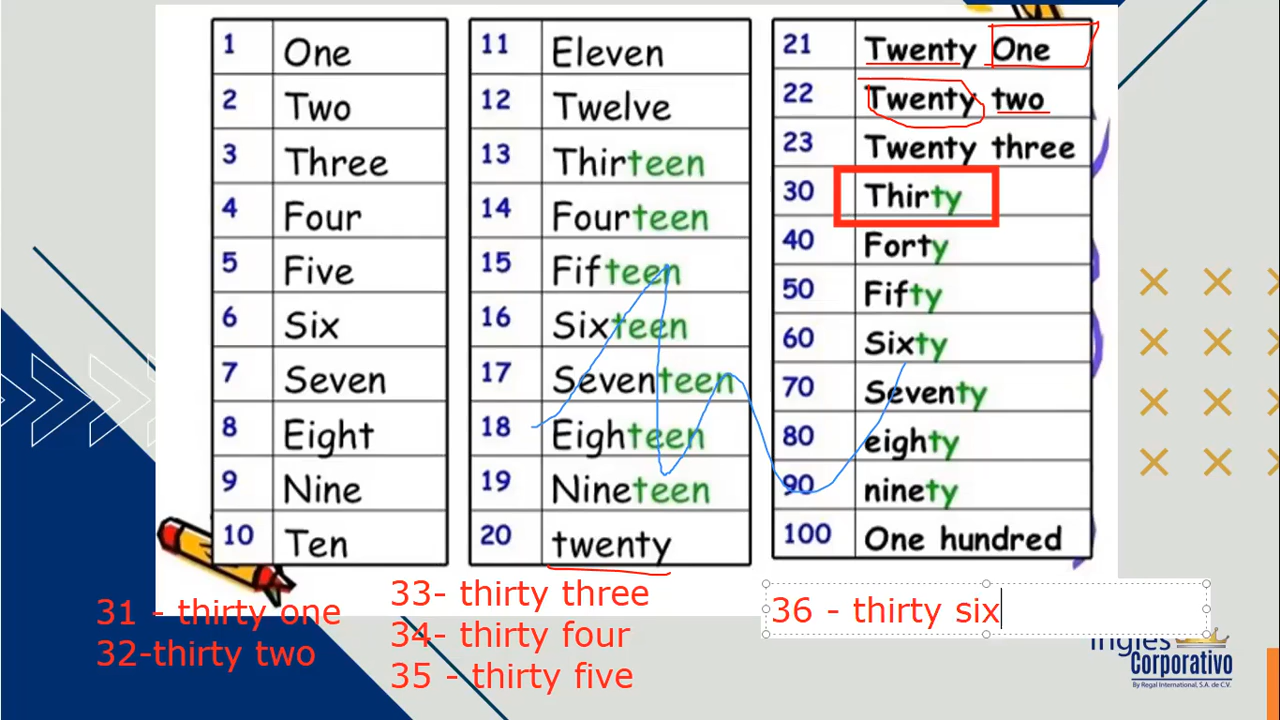 1 One
2 Two
3 Three
4 Four
5 Five
6 Six
7 Seven
8 Eight
9 Nine
10 Ten
11 Eleven
12 Twelve
13 Thirteen
14 Fourteen
15 Fifteen
16 Sixteen
17 Seventeen
18 Eighteen
19 Nineteen
20 twenty
21 Twenty One
22 Twenty two
23 Twenty three
30 Thirty
40 Forty
50 Fifty
60 Sixty
70 Seventy
80 eighty
90 ninety
100 One hundred
31 - thirty one
32-thirty two
33- thirty three
34- thirty four
35 - thirty five
36 - thirty six
Inglés
Corporativo
By Regal International, S.A. de C.V.